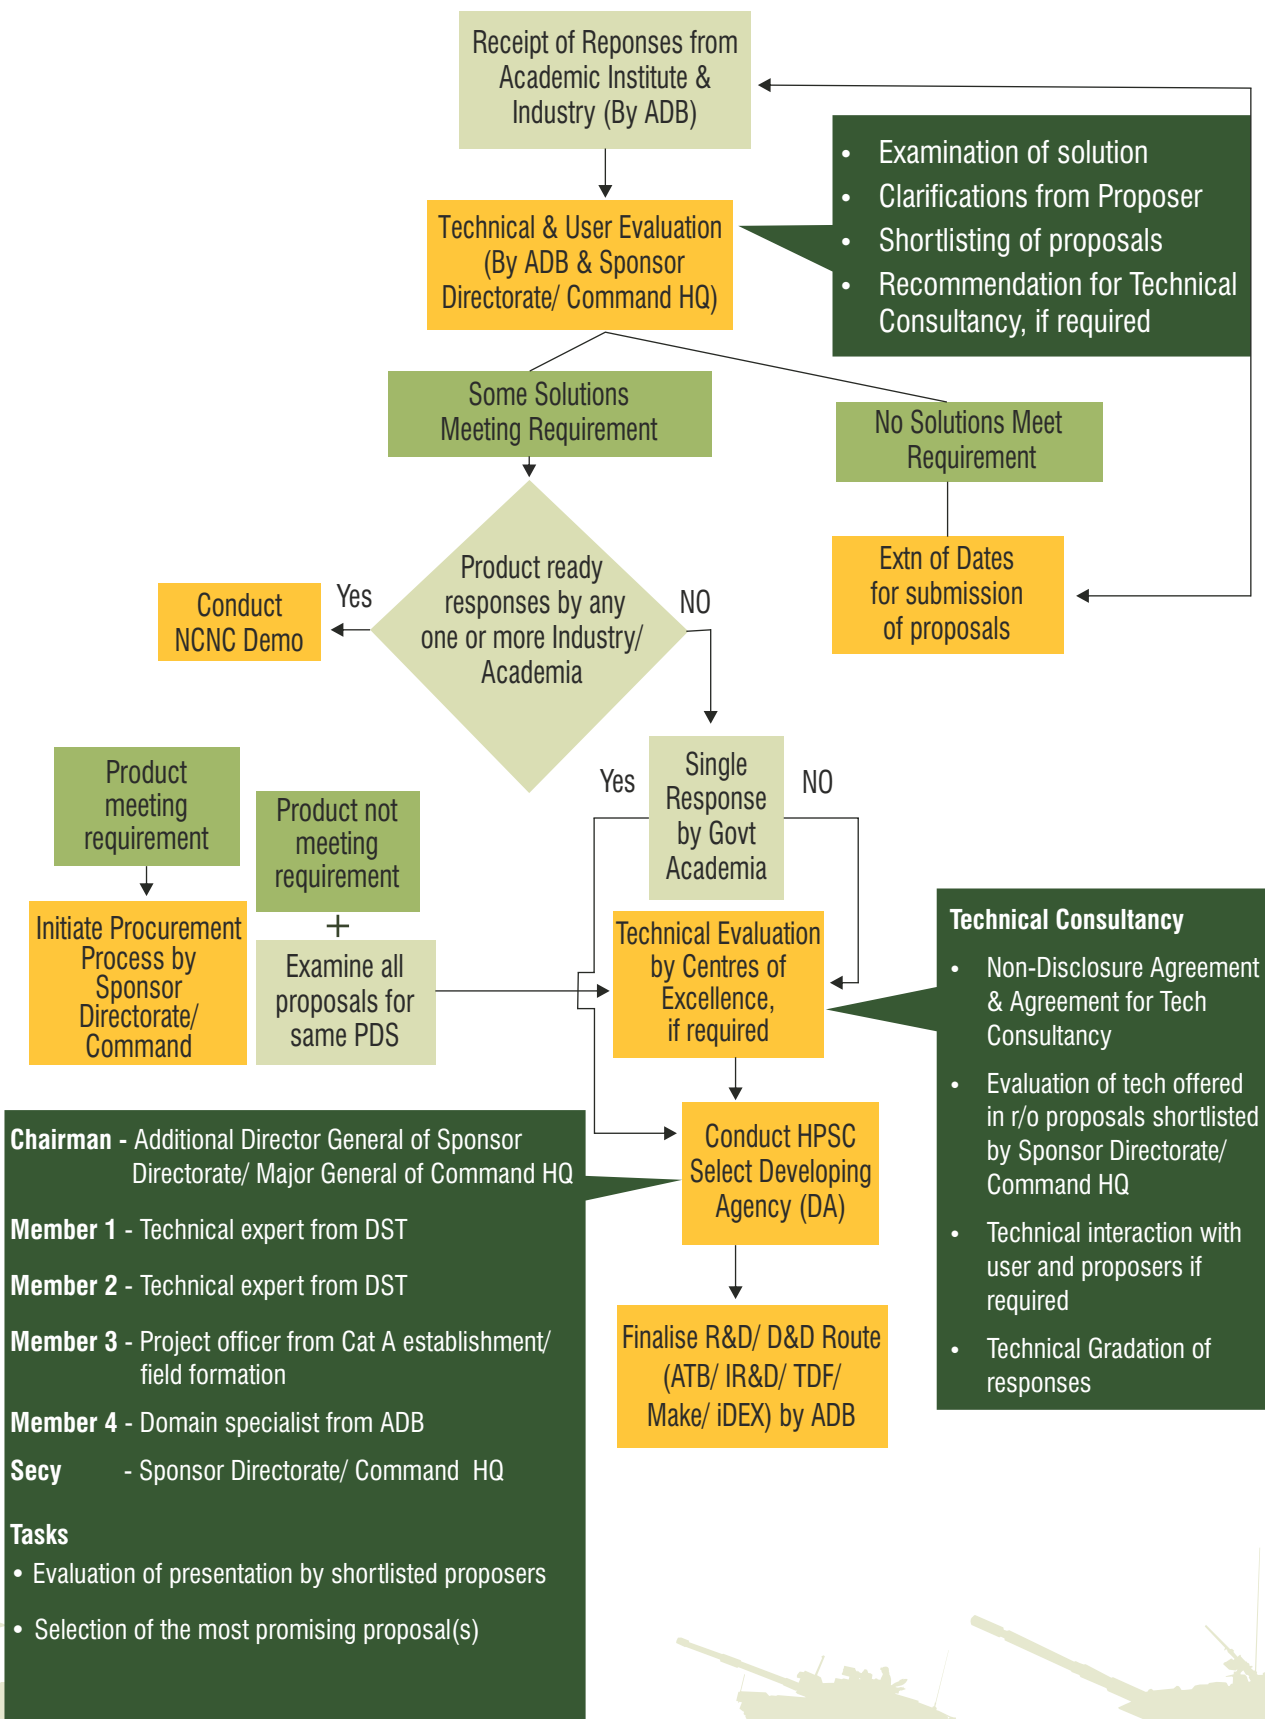 Receipt of Reponses from
Academic Institute &
Industry (By ADB)
• Examination of solution
• Clarifications from Proposer
• Shortlisting of proposals
• Recommendation for Technical
Consultancy, if required
Technical & User Evaluation
(By ADB & Sponsor
Directorate/ Command HQ)
Some Solutions
Meeting Requirement
No Solutions Meet
Requirement
Extn of Dates
for submission
of proposals
Product ready
responses by any
one or more Industry/
Academia
Yes
NO
Conduct
NCNC Demo
Product
meeting
requirement
Product not
meeting
requirement
+
Initiate Procurement
Process by
Sponsor
Directorate/
Command
Examine all
proposals for
same PDS
Yes
Single
Response
by Govt
Academia
NO
Technical Evaluation
by Centres of
Excellence,
if required
Technical Consultancy
• Non-Disclosure Agreement
& Agreement for Tech
Consultancy
• Evaluation of tech offered
in r/o proposals shortlisted
by Sponsor Directorate/
Command HQ
• Technical interaction with
user and proposers if
required
• Technical Gradation of
responses
Conduct HPSC
Select Developing
Agency (DA)
Finalise R&D/ D&D Route
(ATB/ IR&D/ TDF/
Make/ iDEX) by ADB
Chairman - Additional Director General of Sponsor
Directorate/ Major General of Command HQ
Member 1 - Technical expert from DST
Member 2 - Technical expert from DST
Member 3 - Project officer from Cat A establishment/
field formation
Member 4 - Domain specialist from ADB
Secy - Sponsor Directorate/ Command HQ
Tasks
• Evaluation of presentation by shortlisted proposers
• Selection of the most promising proposal(s)